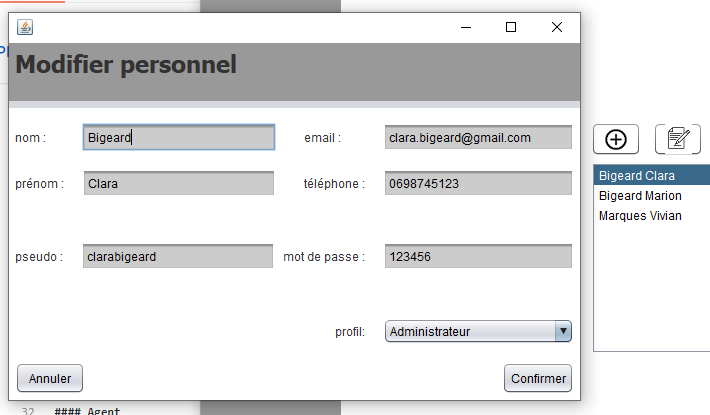 Modifier personnel
nom : Bigeard email : clara.bigeard@gmail.com
prénom : Clara téléphone : 0698745123
pseudo : clarabigeard mot de passe : 123456
profil: Administrateur
Annuler Confirmer
Bigeard Clara
Bigeard Marion
Marques Vivian
32 #### Agent